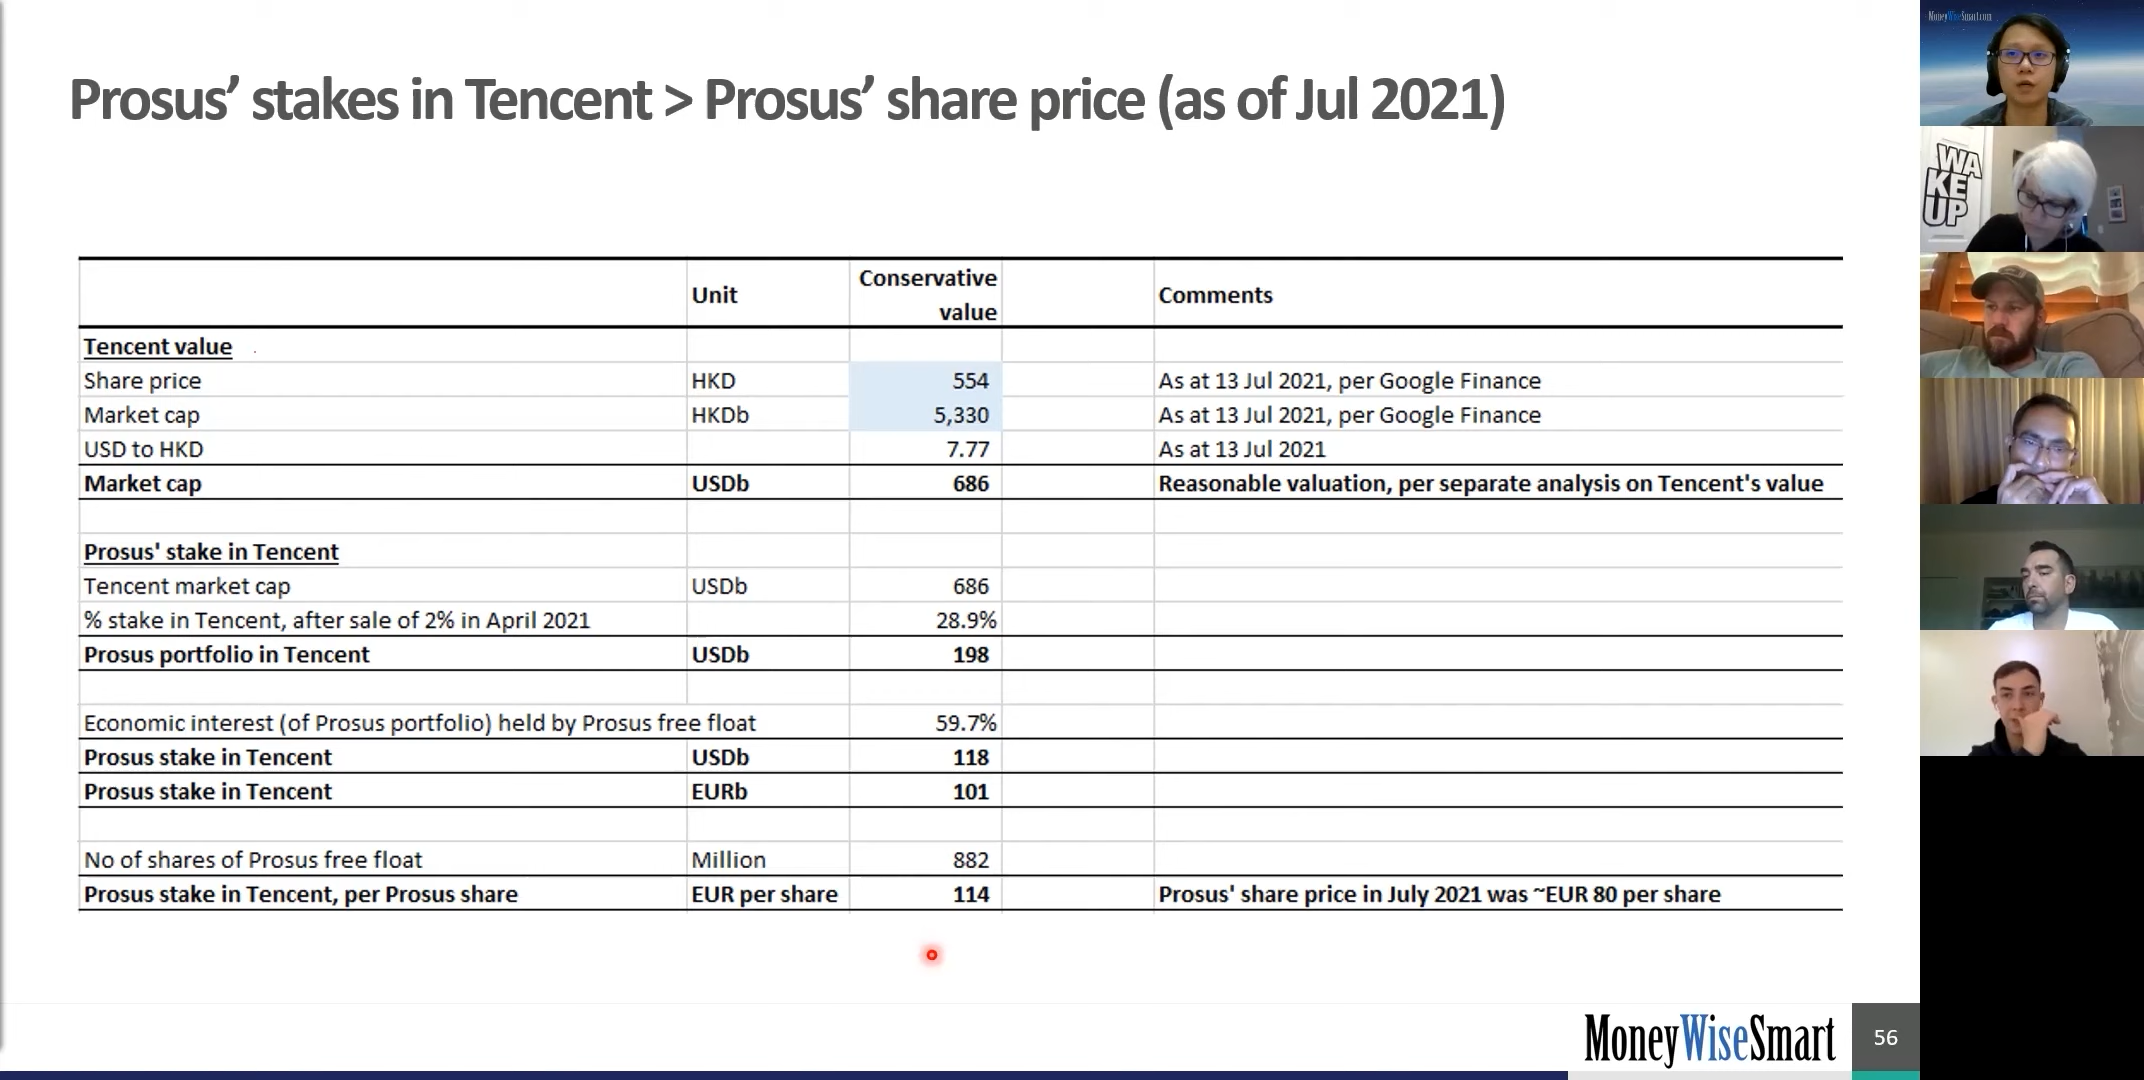 Prosus’ stakes in Tencent > Prosus’ share price (as of Jul 2021)
Unit Conservative value Comments
Tencent value
Share price HKD 554 As at 13 Jul 2021, per Google Finance
Market cap HKDb 5,330 As at 13 Jul 2021, per Google Finance
USD to HKD 7.77 As at 13 Jul 2021
Market cap USDb 686 Reasonable valuation, per separate analysis on Tencent's value
Prosus' stake in Tencent
Tencent market cap USDb 686
% stake in Tencent, after sale of 2% in April 2021 28.9%
Prosus portfolio in Tencent USDb 198
Economic interest (of Prosus portfolio) held by Prosus free float 59.7%
Prosus stake in Tencent USDb 118
Prosus stake in Tencent EURb 101
No of shares of Prosus free float Million 882
Prosus stake in Tencent, per Prosus share EUR per share 114 Prosus' share price in July 2021 was ~EUR 80 per share
MoneyWiseSmart 56
MoneyWiseSmart.com
WA
KE
UP